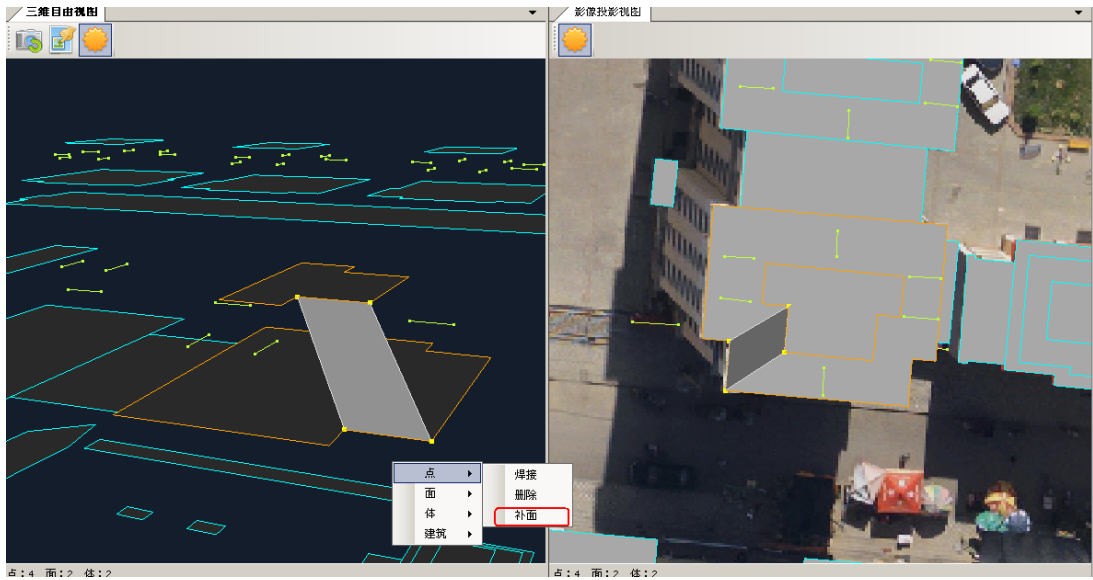 三维自由视图
影像投影视图
点
面
体
建筑
焊接
删除
补面
点:4 面:2 体:2
点:4 面:2 体:2